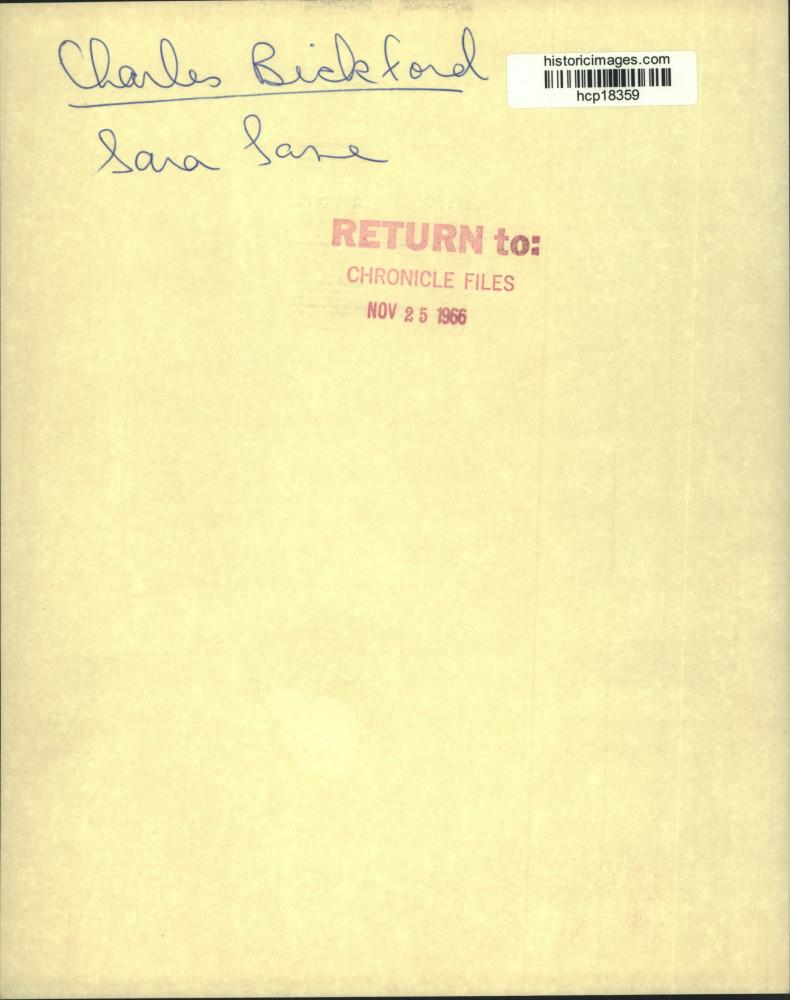 Charles Bickford
historicimages.com
hcp18359
Sara Lane
RETURN to:
CHRONICLE FILES
NOV 25 1966